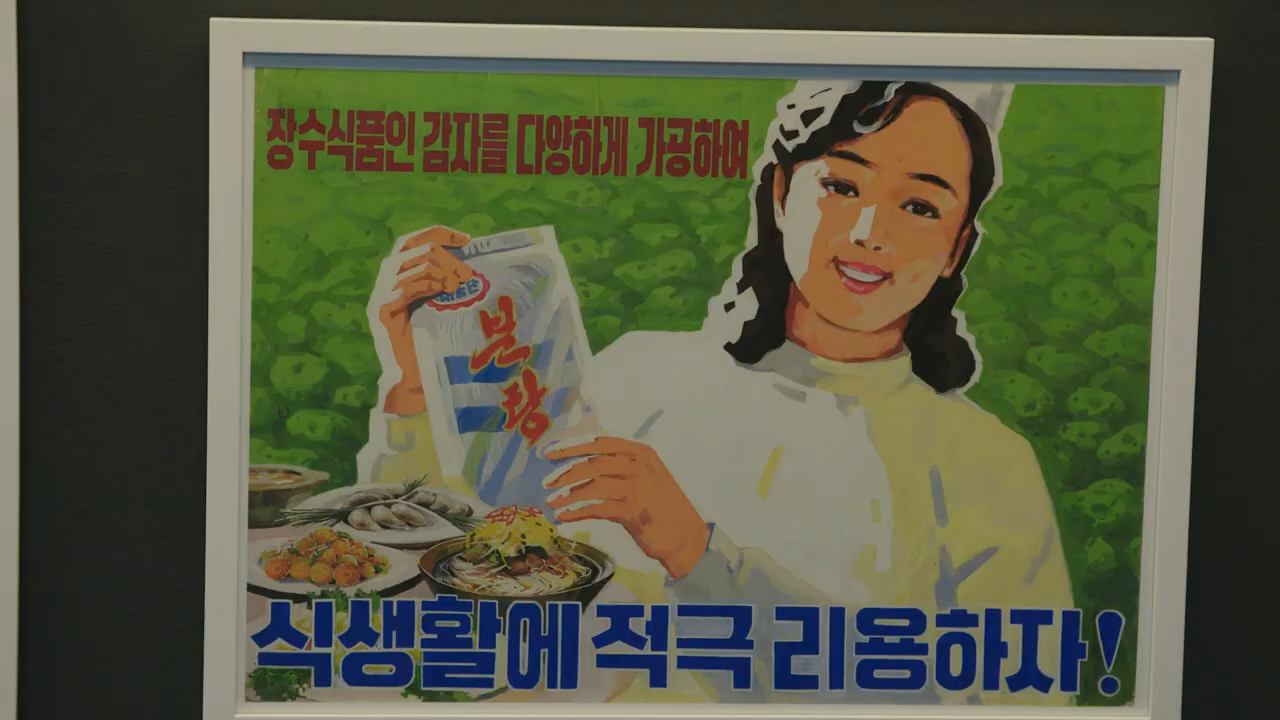 장수식품인 감자를 다양하게 가공하여
분
탕
식생활에 적극 리용하자!